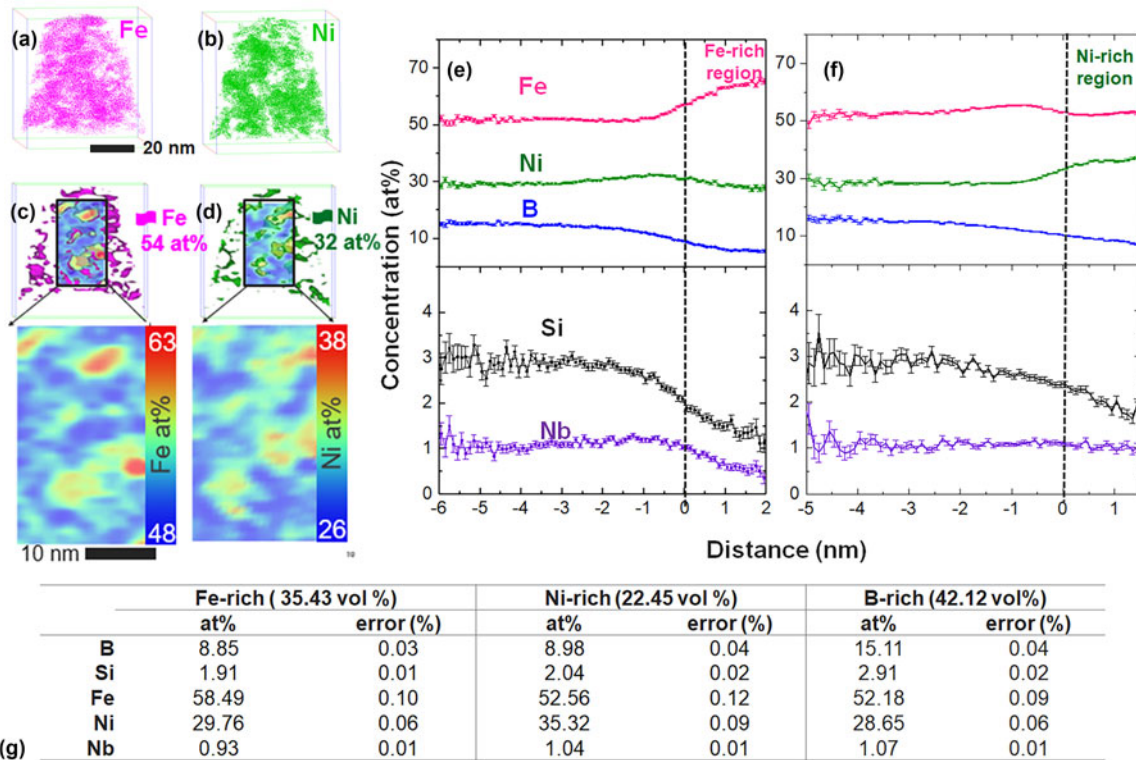 (a) Fe
(b) Ni
20 nm
(c) Fe
54 at%
(d) Ni
32 at%
63
Fe at%
48
38
Ni at%
26
10 nm
(e)
Fe-rich
region
Fe
Ni
B
Si
Nb
Concentration (at%)
70
50
30
10
4
3
2
1
0
-6 -5 -4 -3 -2 -1 0 1 2
(f)
Ni-rich
region
70
50
30
10
4
3
2
1
0
-5 -4 -3 -2 -1 0 1
Distance (nm)
(g)
Fe-rich ( 35.43 vol %) Ni-rich (22.45 vol %) B-rich (42.12 vol%)
at% error (%) at% error (%) at% error (%)
B 8.85 0.03 8.98 0.04 15.11 0.04
Si 1.91 0.01 2.04 0.02 2.91 0.02
Fe 58.49 0.10 52.56 0.12 52.18 0.09
Ni 29.76 0.06 35.32 0.09 28.65 0.06
Nb 0.93 0.01 1.04 0.01 1.07 0.01